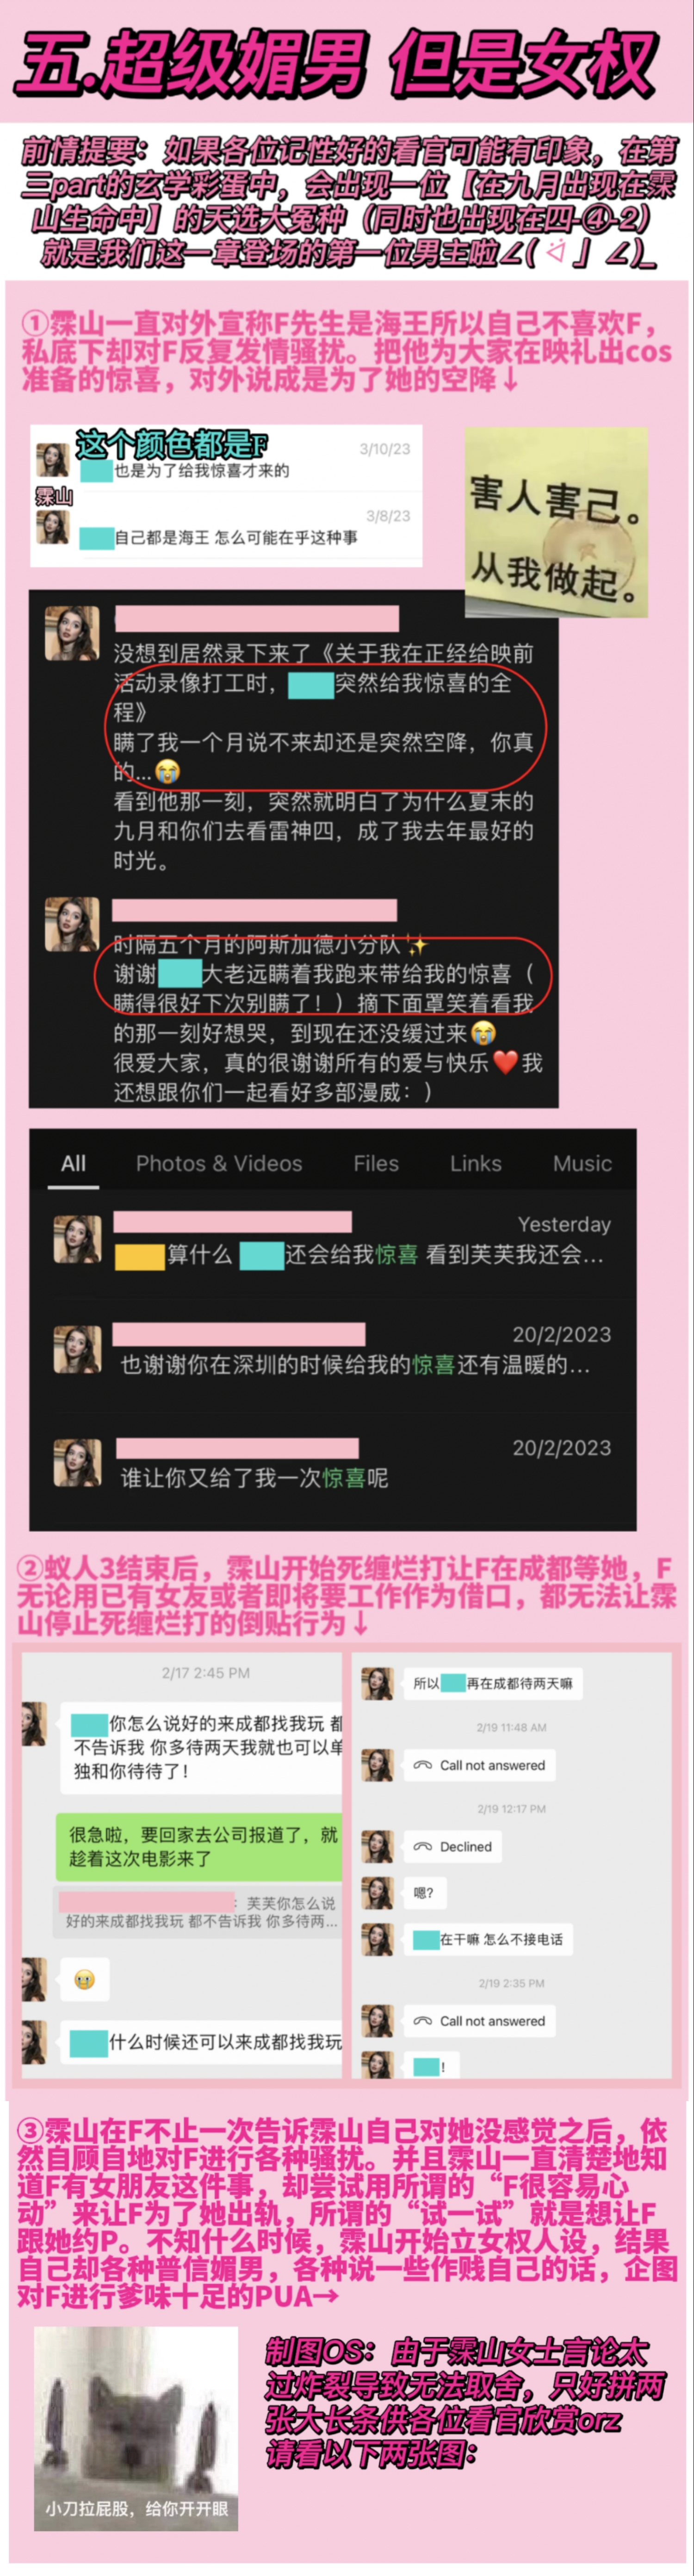 五.超级媚男 但是女权
前情提要：如果各位记性好的看官可能有印象，在第
三part的玄学彩蛋中，会出现一位【在九月出现在霂
山生命中】的天选大冤种（同时也出现在四-④-2）
就是我们这一章登场的第一位男主啦∠( ᐛ 」∠)_
①霂山一直对外宣称F先生是海王所以自己不喜欢F，
私底下却对F反复发情骚扰。把他为大家在映礼出cos
准备的惊喜，对外说成是为了她的空降↓
这个颜色都是F
3/10/23
也是为了给我惊喜才来的
霂山
3/8/23
自己都是海王 怎么可能在乎这种事
害人害己。
从我做起。
没想到居然录下来了《关于我在正经给映前
活动录像打工时，突然给我惊喜的全
程》
瞒了我一个月说不来却还是突然空降，你真
的...😭
看到他那一刻，突然就明白了为什么夏末的
九月和你们去看雷神四，成了我去年最好的
时光。
时隔五个月的阿斯加德小分队✨
谢谢大老远瞒着我跑来带给我的惊喜（
瞒得很好下次别瞒了！）摘下面罩笑着看我
的那一刻好想哭，到现在还没缓过来😭
很爱大家，真的很谢谢所有的爱与快乐❤️我
还想跟你们一起看好多部漫威：）
All Photos & Videos Files Links Music
Yesterday
算什么 还会给我惊喜 看到芙芙我还会...
20/2/2023
也谢谢你在深圳的时候给我的惊喜还有温暖的...
20/2/2023
谁让你又给了我一次惊喜呢
②蚁人3结束后，霂山开始死缠烂打让F在成都等她，F
无论用已有女友或者即将要工作作为借口，都无法让霂
山停止死缠烂打的倒贴行为↓
2/17 2:45 PM
你怎么说好的来成都找我玩 都
不告诉我 你多待两天我就也可以单
独和你待待了！
很急啦，要回家去公司报道了，就
趁着这次电影来了
：芙芙你怎么说
好的来成都找我玩 都不告诉我 你多待两...
🥲
什么时候还可以来成都找我玩
所以再在成都待两天嘛
2/19 11:48 AM
Call not answered
2/19 12:17 PM
Declined
嗯?
在干嘛 怎么不接电话
2/19 2:35 PM
Call not answered
！
③霂山在F不止一次告诉霂山自己对她没感觉之后，依
然自顾自地对F进行各种骚扰。并且霂山一直清楚地知
道F有女朋友这件事，却尝试用所谓的“F很容易心
动”来让F为了她出轨，所谓的“试一试”就是想让F
跟她约P。不知什么时候，霂山开始立女权人设，结果
自己却各种普信媚男，各种说一些作贱自己的话，企图
对F进行爹味十足的PUA→
制图OS：由于霂山女士言论太
过炸裂导致无法取舍，只好拼两
张大长条供各位看官欣赏orz
请看以下两张图：
小刀拉屁股，给你开开眼